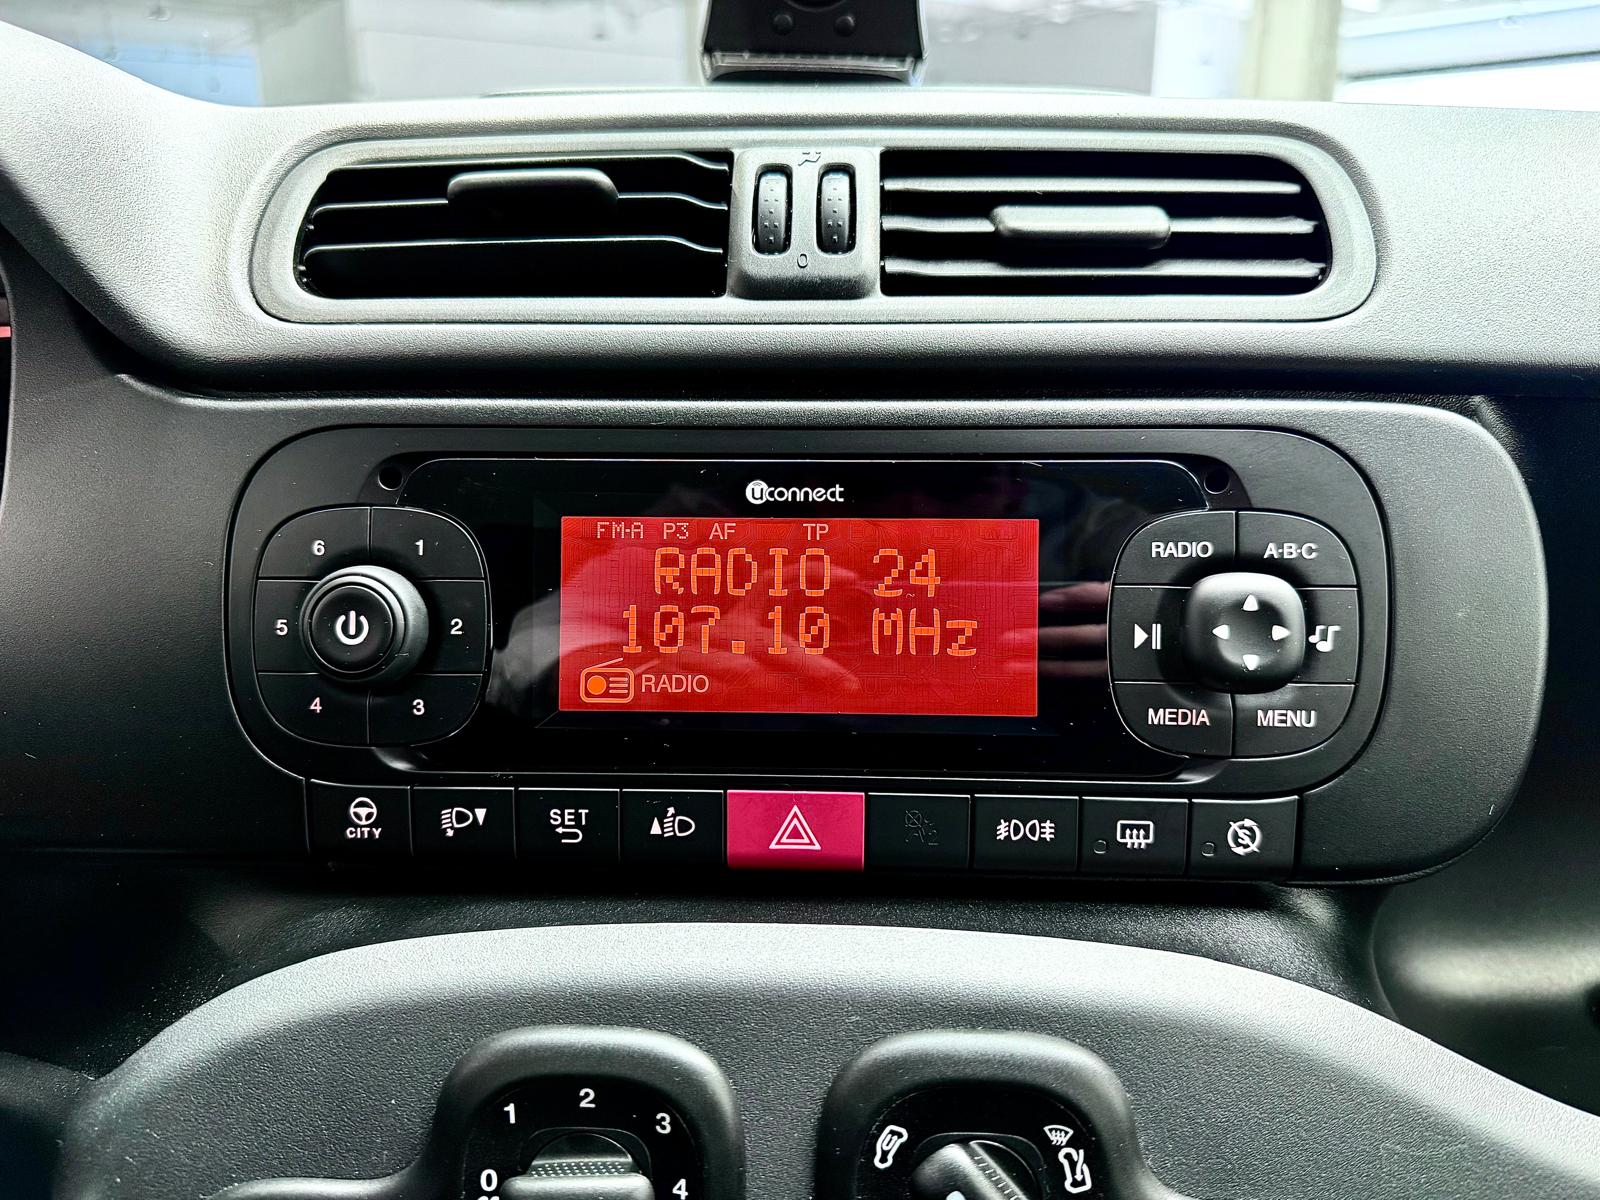 0
uconnect
FM-A P3 AF TP
RADIO 24
107.10 MHz
RADIO
6 1
5 2
4 3
RADIO A·B·C
MEDIA MENU
CITY
SET
0 1 2 3 4